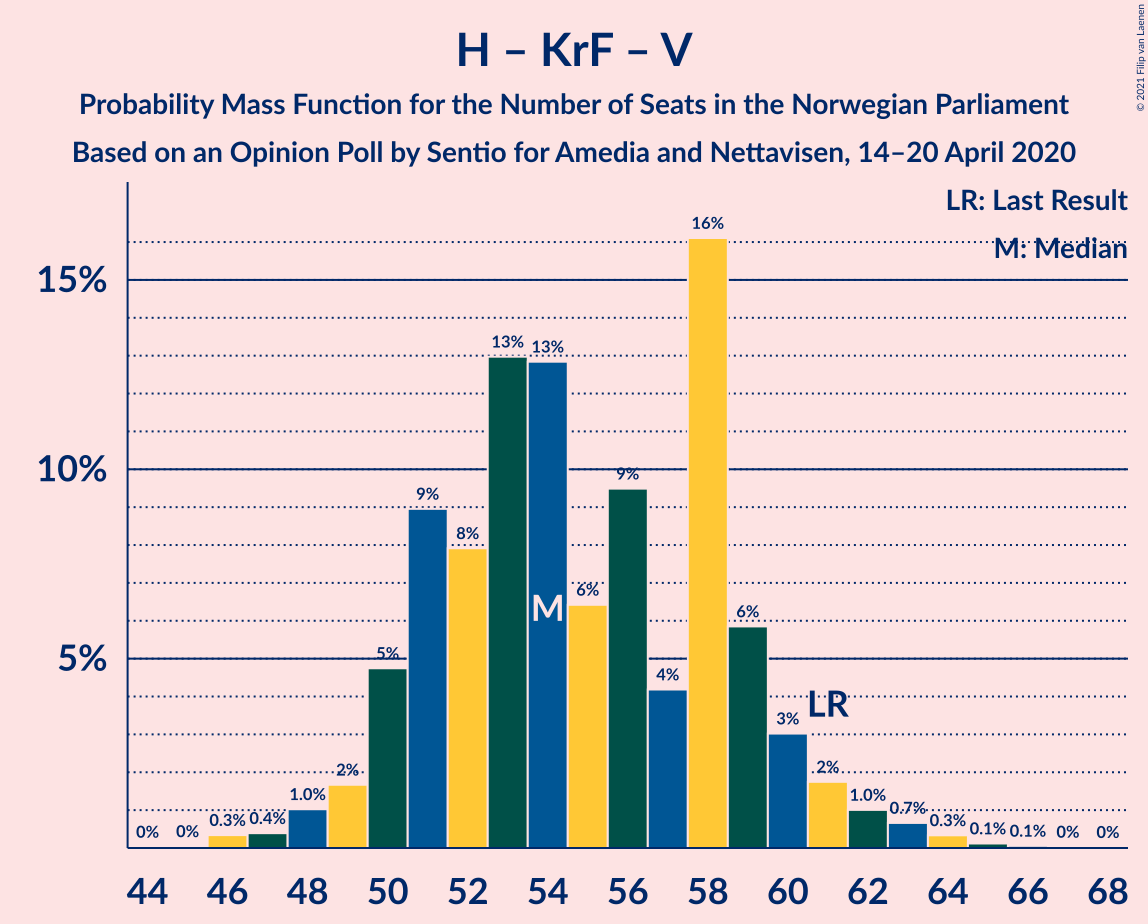 H – KrF – V
Probability Mass Function for the Number of Seats in the Norwegian Parliament
Based on an Opinion Poll by Sentio for Amedia and Nettavisen, 14–20 April 2020
© 2021 Filip van Laenen
LR: Last Result
M: Median
15%
10%
5%
0% 0% 0.3% 0.4% 1.0% 2% 5% 9% 8% 13% 13% 6% 9% 4% 16% 6% 3% 2% 1.0% 0.7% 0.3% 0.1% 0.1% 0% 0%
M
LR
44 46 48 50 52 54 56 58 60 62 64 66 68